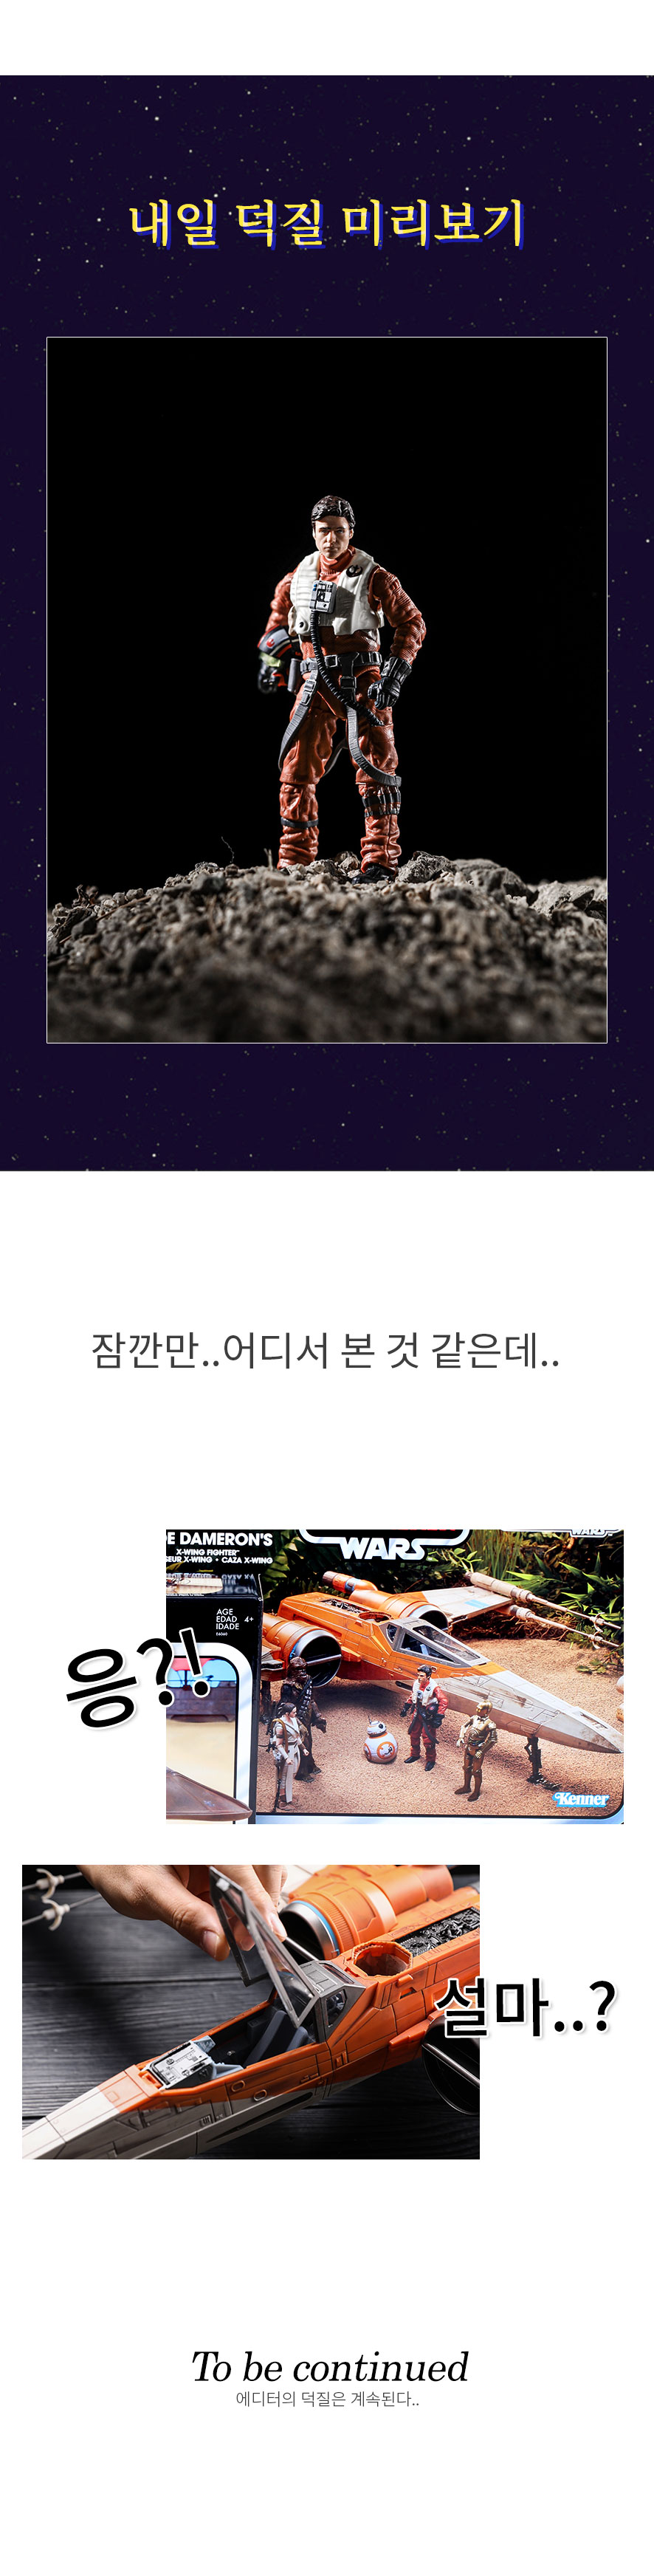 내일 덕질 미리보기
잠깐만..어디서 본 것 같은데..
E DAMERON'S
X-WING FIGHTER
SEUR X-WING • CAZA X-WING
WARS
WARS
AGE
EDAD 4+
IDADE
응?!
Kenner
설마..?
To be continued
에디터의 덕질은 계속된다..